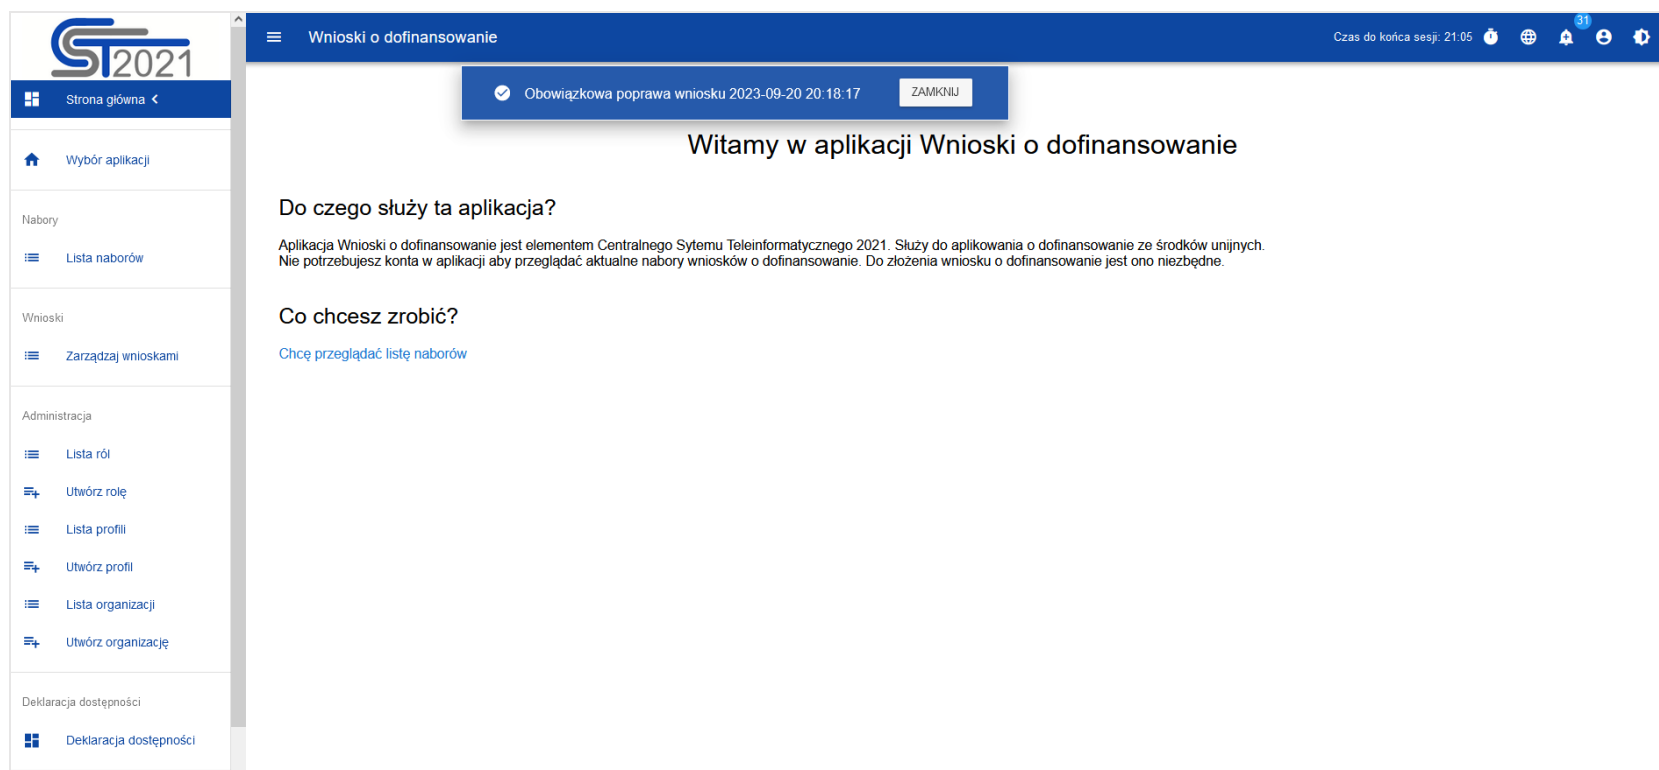 ST2021
Strona główna
Wybór aplikacji
Nabory
Lista naborów
Wnioski
Zarządzaj wnioskami
Administracja
Lista ról
Utwórz rolę
Lista profili
Utwórz profil
Lista organizacji
Utwórz organizację
Deklaracja dostępności
Deklaracja dostępności
Wnioski o dofinansowanie
Czas do końca sesji: 21:05
31
Obowiązkowa poprawa wniosku 2023-09-20 20:18:17
ZAMKNIJ
Witamy w aplikacji Wnioski o dofinansowanie
Do czego służy ta aplikacja?
Aplikacja Wnioski o dofinansowanie jest elementem Centralnego Sytemu Teleinformatycznego 2021. Służy do aplikowania o dofinansowanie ze środków unijnych.
Nie potrzebujesz konta w aplikacji aby przeglądać aktualne nabory wniosków o dofinansowanie. Do złożenia wniosku o dofinansowanie jest ono niezbędne.
Co chcesz zrobić?
Chcę przeglądać listę naborów